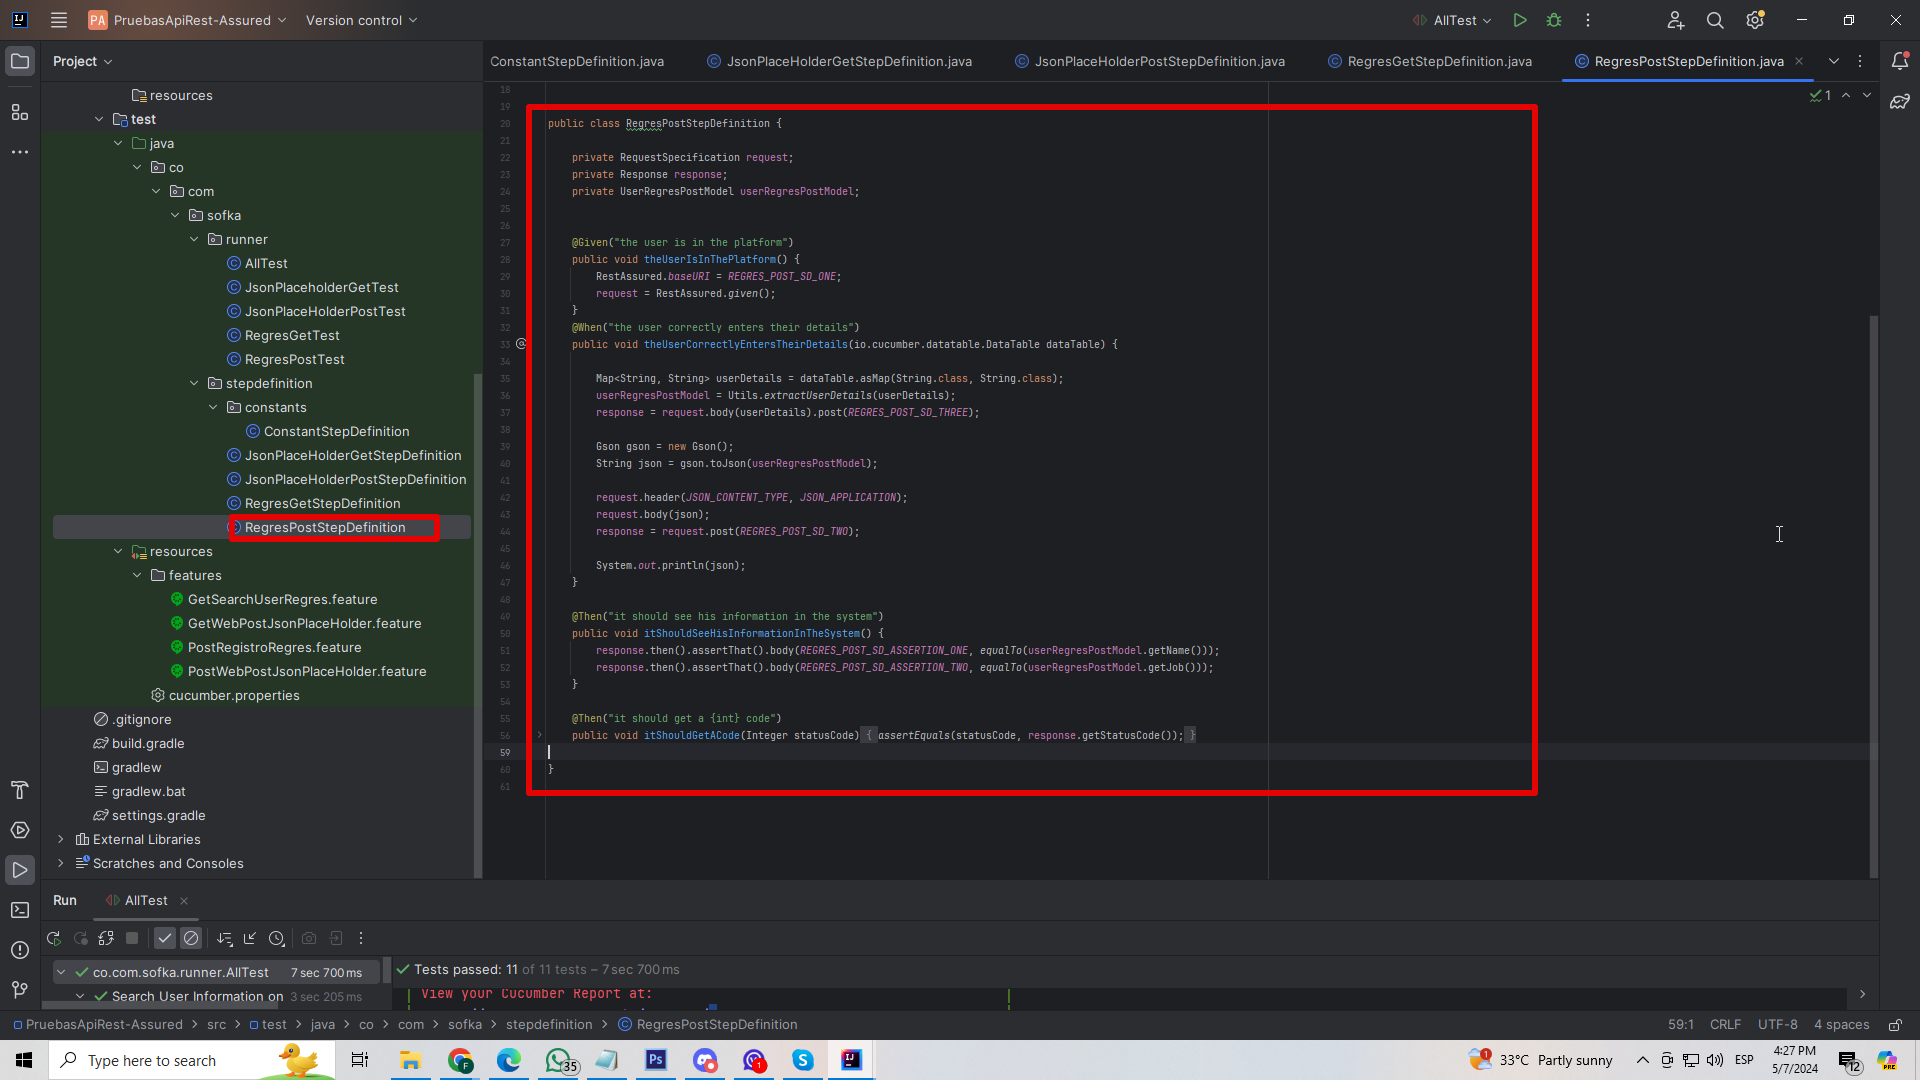 PA PruebasApiRest-Assured Version control AllTest
Project
ConstantStepDefinition.java JsonPlaceHolderGetStepDefinition.java JsonPlaceHolderPostStepDefinition.java RegresGetStepDefinition.java RegresPostStepDefinition.java
resources
test
java
co
com
sofka
runner
AllTest
JsonPlaceholderGetTest
JsonPlaceHolderPostTest
RegresGetTest
RegresPostTest
stepdefinition
constants
ConstantStepDefinition
JsonPlaceHolderGetStepDefinition
JsonPlaceHolderPostStepDefinition
RegresGetStepDefinition
RegresPostStepDefinition
resources
features
GetSearchUserRegres.feature
GetWebPostJsonPlaceHolder.feature
PostRegistroRegres.feature
PostWebPostJsonPlaceHolder.feature
cucumber.properties
.gitignore
build.gradle
gradlew
gradlew.bat
settings.gradle
External Libraries
Scratches and Consoles
1
18
19
20 public class RegresPostStepDefinition {
21
22 private RequestSpecification request;
23 private Response response;
24 private UserRegresPostModel userRegresPostModel;
25
26
27 @Given("the user is in the platform")
28 public void theUserIsInThePlatform() {
29 RestAssured.baseURI = REGRES_POST_SD_ONE;
30 request = RestAssured.given();
31 }
32 @When("the user correctly enters their details")
33 public void theUserCorrectlyEntersTheirDetails(io.cucumber.datatable.DataTable dataTable) {
34
35 Map<String, String> userDetails = dataTable.asMap(String.class, String.class);
36 userRegresPostModel = Utils.extractUserDetails(userDetails);
37 response = request.body(userDetails).post(REGRES_POST_SD_THREE);
38
39 Gson gson = new Gson();
40 String json = gson.toJson(userRegresPostModel);
41
42 request.header(JSON_CONTENT_TYPE, JSON_APPLICATION);
43 request.body(json);
44 response = request.post(REGRES_POST_SD_TWO);
45
46 System.out.println(json);
47 }
48
49 @Then("it should see his information in the system")
50 public void itShouldSeeHisInformationInTheSystem() {
51 response.then().assertThat().body(REGRES_POST_SD_ASSERTION_ONE, equalTo(userRegresPostModel.getName()));
52 response.then().assertThat().body(REGRES_POST_SD_ASSERTION_TWO, equalTo(userRegresPostModel.getJob()));
53 }
54
55 @Then("it should get a {int} code")
56 public void itShouldGetACode(Integer statusCode) { assertEquals(statusCode, response.getStatusCode()); }
59
60 }
61
Run AllTest
co.com.sofka.runner.AllTest 7 sec 700 ms
Search User Information on 3 sec 205 ms
Tests passed: 11 of 11 tests – 7 sec 700 ms
View your Cucumber Report at:
PruebasApiRest-Assured > src > test > java > co > com > sofka > stepdefinition > RegresPostStepDefinition 59:1 CRLF UTF-8 4 spaces
Type here to search 35 Ps 1 1 33°C Partly sunny ESP 4:27 PM 5/7/2024 12 PRE